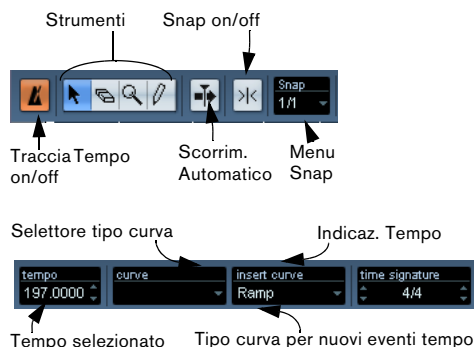 Strumenti
Snap on/off
Snap
1/1
Traccia Tempo
on/off
Scorrim.
Automatico
Menu
Snap
Selettore tipo curva
Indicaz. Tempo
tempo
197.0000
curve
insert curve
Ramp
time signature
4/4
Tempo selezionato
Tipo curva per nuovi eventi tempo